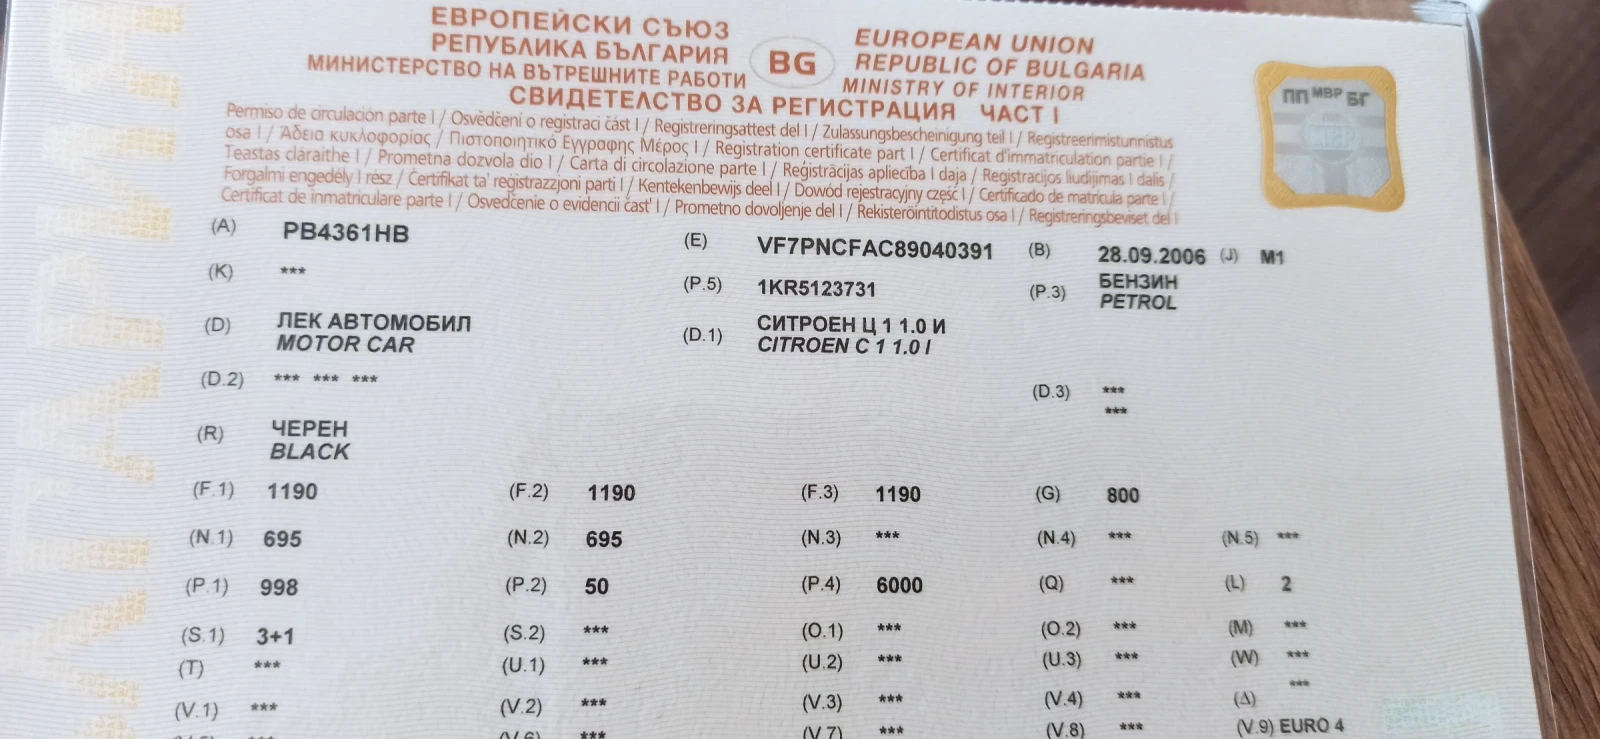 ЕВРОПЕЙСКИ СЪЮЗ
РЕПУБЛИКА БЪЛГАРИЯ
МИНИСТЕРСТВО НА ВЪТРЕШНИТЕ РАБОТИ
BG
EUROPEAN UNION
REPUBLIC OF BULGARIA
MINISTRY OF INTERIOR
СВИДЕТЕЛСТВО ЗА РЕГИСТРАЦИЯ ЧАСТ I
ПП МВР БГ
Permiso de circulación parte I / Osvědčení o registraci část I / Registreringsattest del I / Zulassungsbescheinigung teil I / Registreerimistunnistus
osa I / Άδεια κυκλοφορίας / Πιστοποιητικό Εγγραφης Μέρος I / Registration certificate part I / Certificat d'immatriculation partie I /
Teastas cláraithe I / Prometna dozvola dio I / Carta di circolazione parte I / Reģistrācijas apliecība I daja / Registracijos liudijimas I dalis /
Forgalmi engedély I rész / Ċertifikat ta' reġistrazzjoni parti I / Kentekenbewijs deel I / Dowód rejestracyjny część I / Certificado de matrícula parte I /
Certificat de înmatriculare parte I / Osvedčenie o evidencii časť I / Prometno dovoljenje del I / Rekisteröintitodistus osa I / Registreringsbeviset del I
(A) PB4361HB (E) VF7PNCFAC89040391 (B) 28.09.2006 (J) M1
(K) *** (P.5) 1KR5123731 (P.3) БЕНЗИН
PETROL
(D) ЛЕК АВТОМОБИЛ (D.1) СИТРОЕН Ц 1 1.0 И
MOTOR CAR CITROEN C 1 1.0 I
(D.2) *** *** *** (D.3) ***
***
(R) ЧЕРЕН
BLACK
(F.1) 1190 (F.2) 1190 (F.3) 1190 (G) 800
(N.1) 695 (N.2) 695 (N.3) *** (N.4) *** (N.5) ***
(P.1) 998 (P.2) 50 (P.4) 6000 (Q) *** (L) 2
(S.1) 3+1 (S.2) *** (O.1) *** (O.2) *** (M) ***
(T) *** (U.1) *** (U.2) *** (U.3) *** (W) ***
***
(V.1) *** (V.2) *** (V.3) *** (V.4) *** (Δ)
*** (V.6) *** (V.7) *** (V.8) *** (V.9) EURO 4